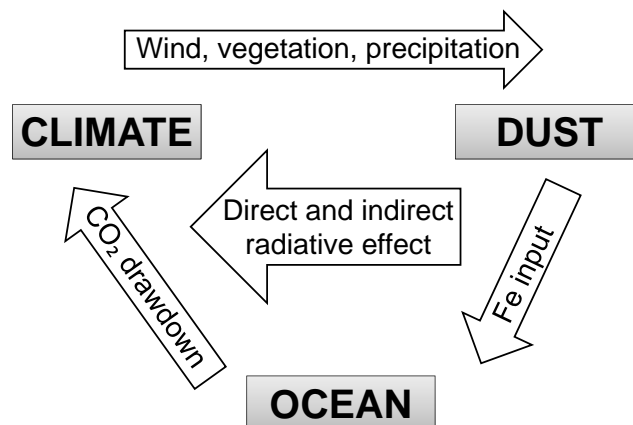 Wind, vegetation, precipitation
CLIMATE
DUST
Direct and indirect
radiative effect
CO₂ drawdown
Fe input
OCEAN